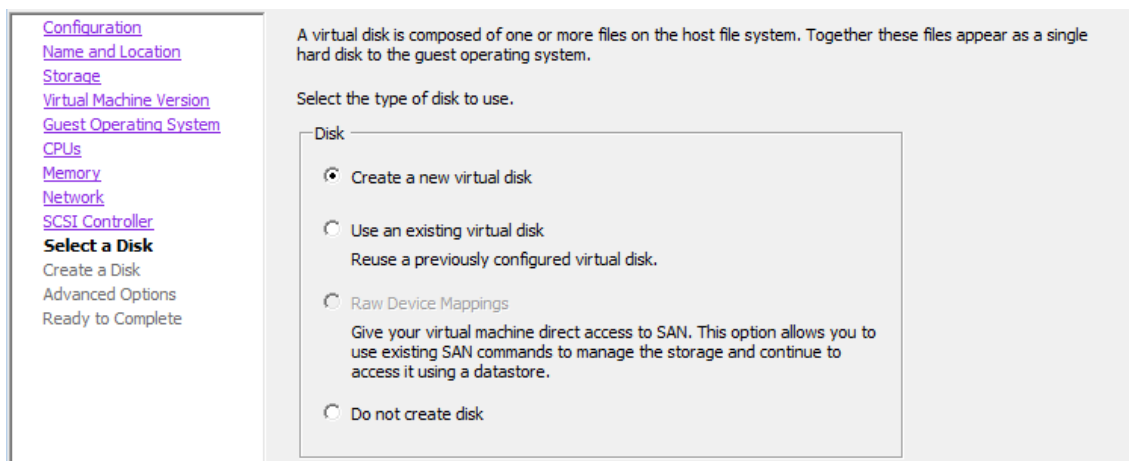 Configuration
Name and Location
Storage
Virtual Machine Version
Guest Operating System
CPUs
Memory
Network
SCSI Controller
Select a Disk
Create a Disk
Advanced Options
Ready to Complete
A virtual disk is composed of one or more files on the host file system. Together these files appear as a single
hard disk to the guest operating system.
Select the type of disk to use.
Disk
Create a new virtual disk
Use an existing virtual disk
Reuse a previously configured virtual disk.
Raw Device Mappings
Give your virtual machine direct access to SAN. This option allows you to
use existing SAN commands to manage the storage and continue to
access it using a datastore.
Do not create disk